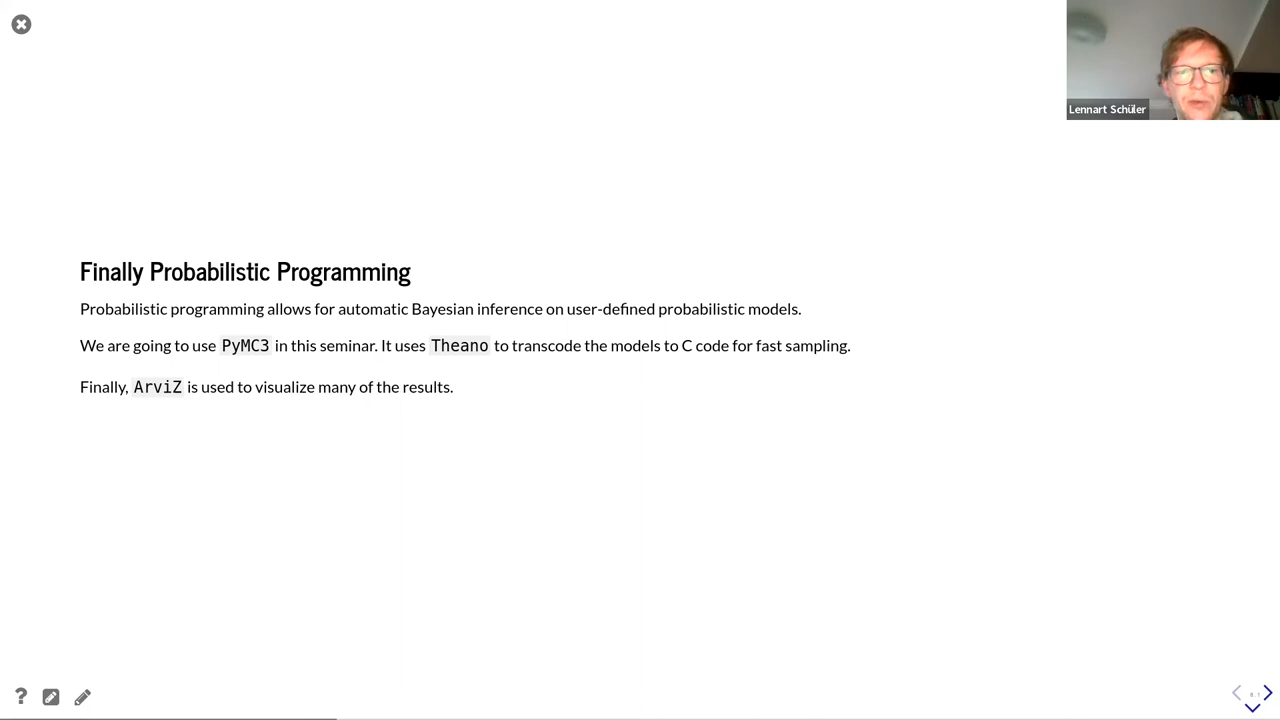 Lennart Schüler
Finally Probabilistic Programming
Probabilistic programming allows for automatic Bayesian inference on user-defined probabilistic models.
We are going to use PyMC3 in this seminar. It uses Theano to transcode the models to C code for fast sampling.
Finally, ArviZ is used to visualize many of the results.
?